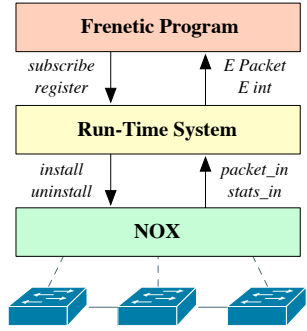 Frenetic Program
subscribe
register
E Packet
E int
Run-Time System
install
uninstall
packet_in
stats_in
NOX